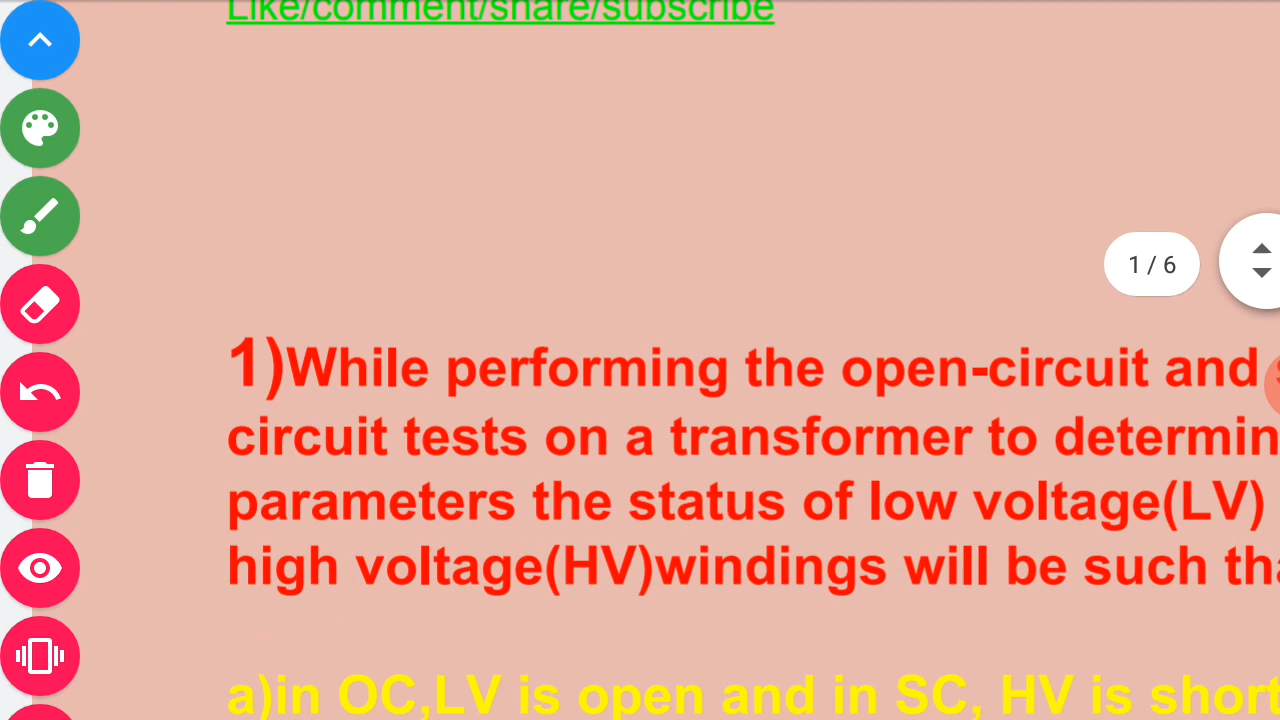 Like/comment/share/subscribe
1 / 6
1)While performing the open-circuit and
circuit tests on a transformer to determin
parameters the status of low voltage(LV)
high voltage(HV)windings will be such tha
a)in OC,LV is open and in SC, HV is short